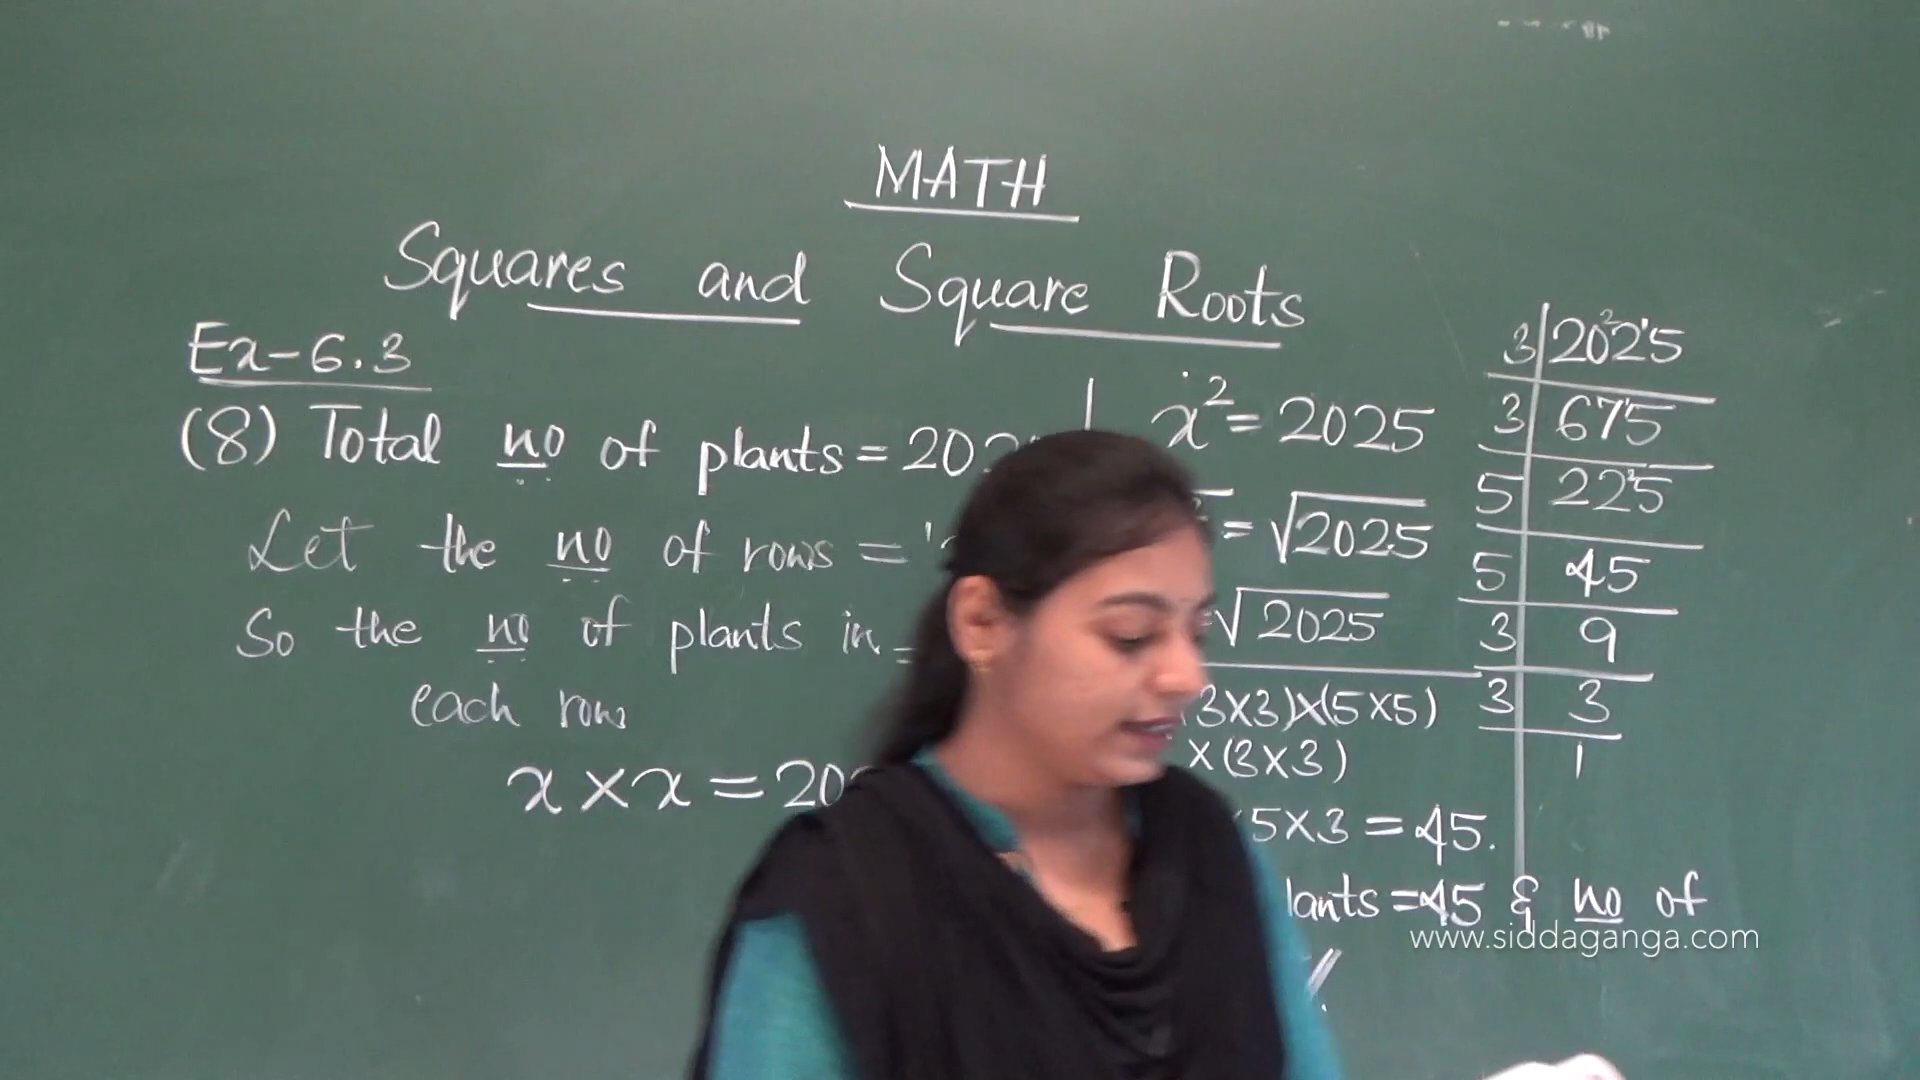 MATH
Squares and Square Roots
Ex-6.3
(8) Total no of plants = 202
Let the no of rows = '
So the no of plants in =
each row
x × x = 20
x² = 2025
= √2025
= √2025
3×3)×(5×5)
×(3×3)
5×3 = 45.
lants = 45 & no of
3 2025
3 675
5 225
5 45
3 9
3 3
1
www.siddaganga.com